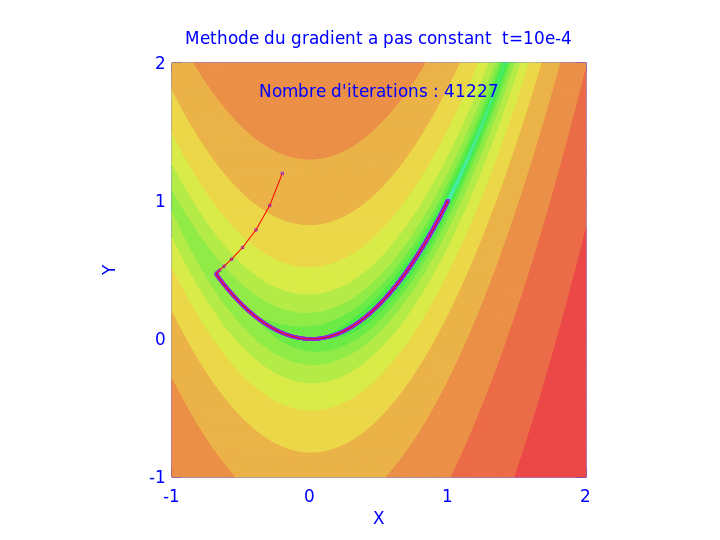 Methode du gradient a pas constant  t=10e-4
Nombre d'iterations : 41227
2
1
0
-1
Y
-1 0 1 2
X